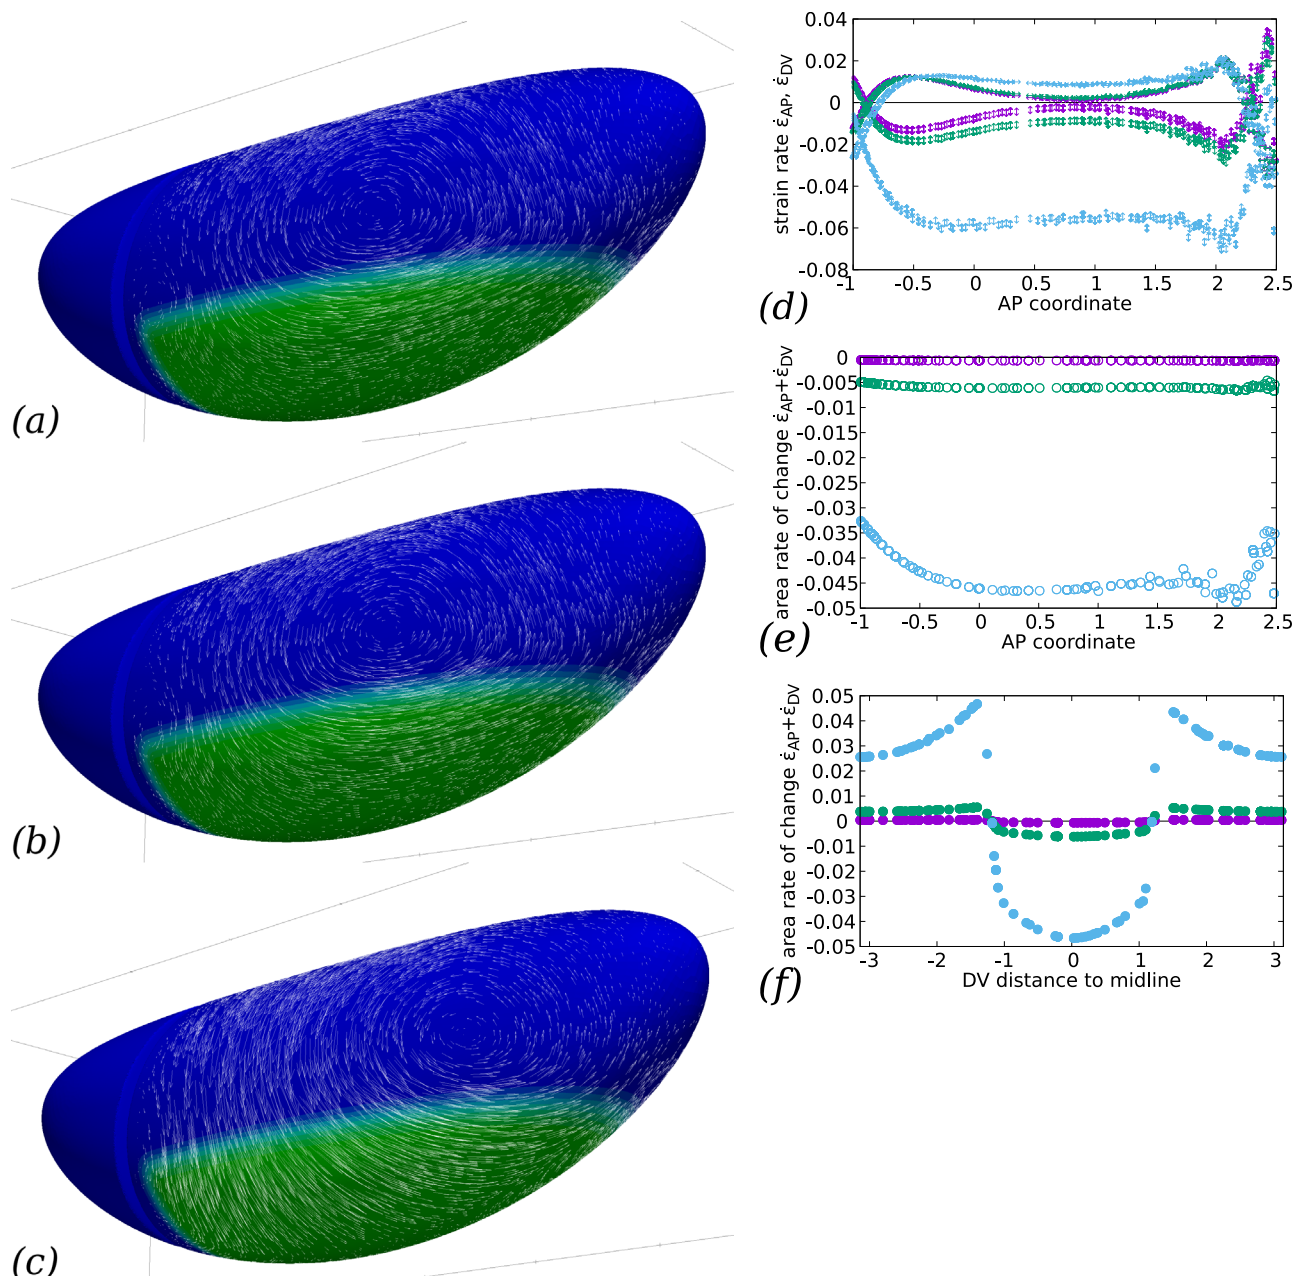 (a)
(b)
(c)
0.04
0.02
0
-0.02
-0.04
-0.06
-0.08
strain rate ε̇AP, ε̇DV
-1 -0.5 0 0.5 1 1.5 2 2.5
AP coordinate
(d)
0
-0.005
-0.01
-0.015
-0.02
-0.025
-0.03
-0.035
-0.04
-0.045
-0.05
area rate of change ε̇AP+ε̇DV
-1 -0.5 0 0.5 1 1.5 2 2.5
AP coordinate
(e)
0.05
0.04
0.03
0.02
0.01
0
-0.01
-0.02
-0.03
-0.04
-0.05
area rate of change ε̇AP+ε̇DV
-3 -2 -1 0 1 2 3
DV distance to midline
(f)